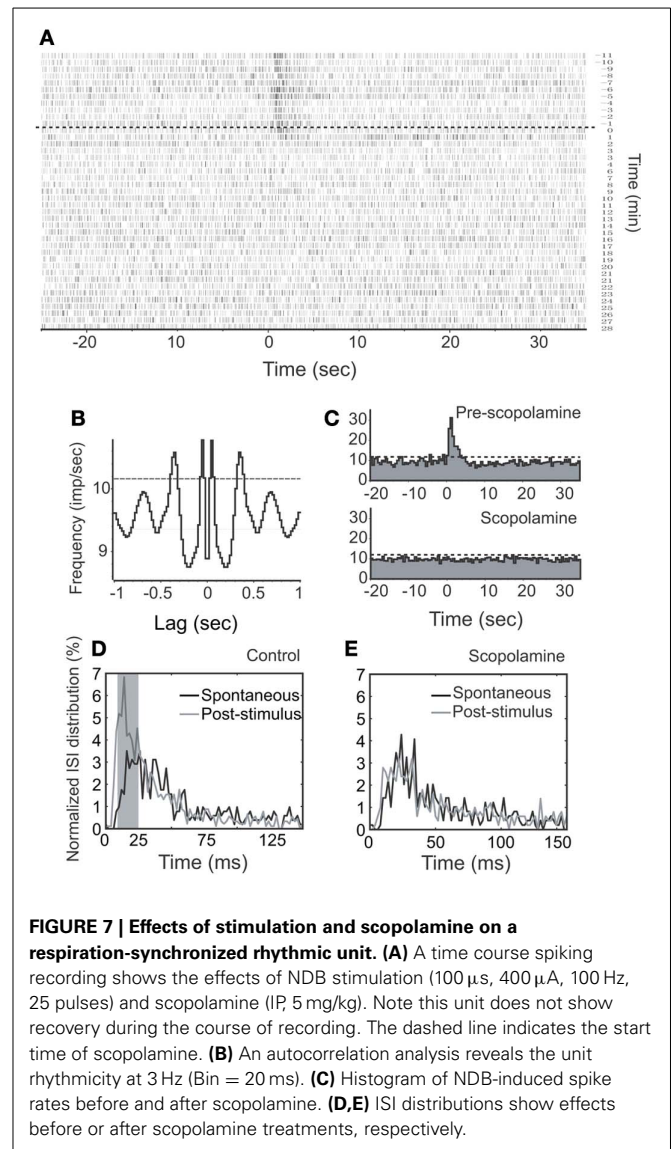 A
-11
-10
-9
-8
-7
-6
-5
-4
-3
-2
-1
0
1
2
3
4
5
6
7
8
9
10
11
12
13
14
15
16
17
18
19
20
21
21
22
23
24
25
26
27
28
Time (min)
-20 10 0 10 20 30
Time (sec)
B
Frequency (imp/sec)
10
9
-1 -0.5 0 0.5 1
Lag (sec)
C
Pre-scopolamine
30
20
10
0
-20 -10 0 10 20 30
Scopolamine
30
20
10
0
-20 -10 0 10 20 30
Time (sec)
D
Control
Normalized ISI distribution (%)
7
6
5
4
3
2
1
0
Spontaneous
Post-stimulus
0 25 75 125
Time (ms)
E
Scopolamine
7
6
5
4
3
2
1
0
Spontaneous
Post-stimulus
0 50 100 150
Time (ms)
FIGURE 7 | Effects of stimulation and scopolamine on a
respiration-synchronized rhythmic unit. (A) A time course spiking
recording shows the effects of NDB stimulation (100 μs, 400 μA, 100 Hz,
25 pulses) and scopolamine (IP, 5 mg/kg). Note this unit does not show
recovery during the course of recording. The dashed line indicates the start
time of scopolamine. (B) An autocorrelation analysis reveals the unit
rhythmicity at 3 Hz (Bin = 20 ms). (C) Histogram of NDB-induced spike
rates before and after scopolamine. (D,E) ISI distributions show effects
before or after scopolamine treatments, respectively.